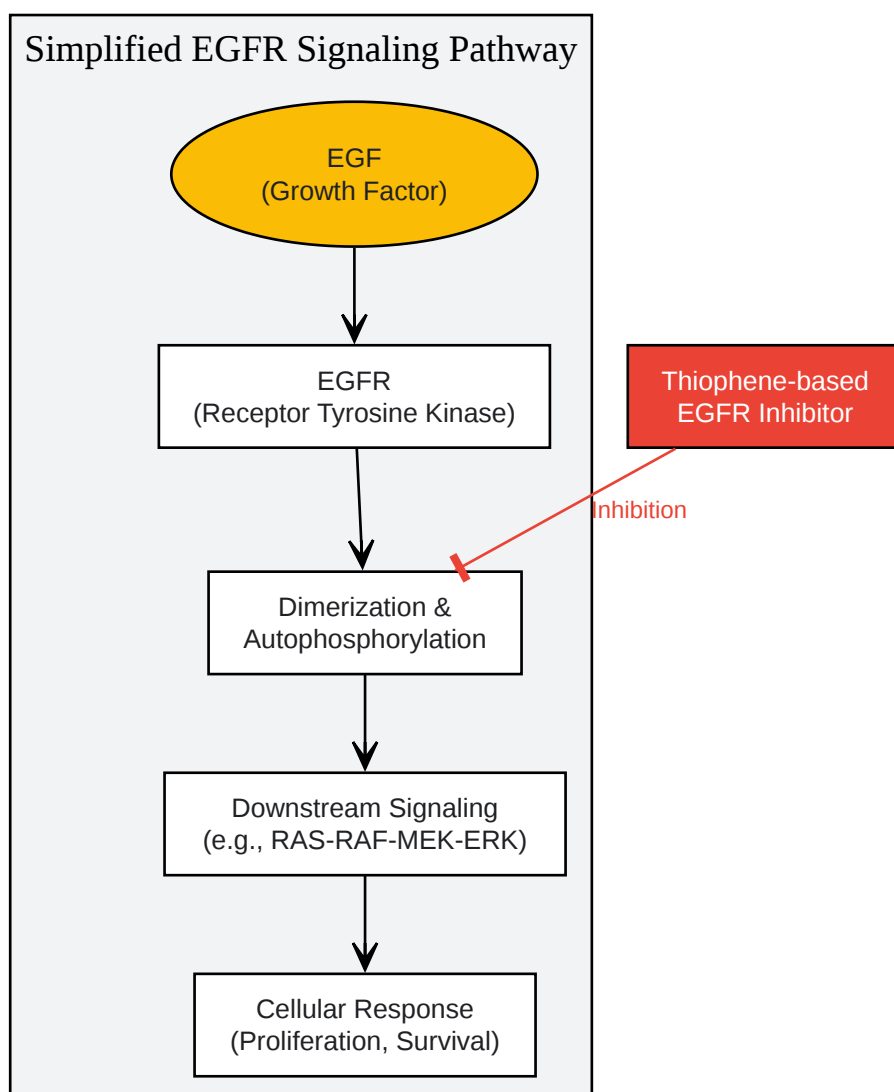 Simplified EGFR Signaling Pathway
EGF
(Growth Factor)
EGFR
(Receptor Tyrosine Kinase)
Thiophene-based
EGFR Inhibitor
Inhibition
Dimerization &
Autophosphorylation
Downstream Signaling
(e.g., RAS-RAF-MEK-ERK)
Cellular Response
(Proliferation, Survival)